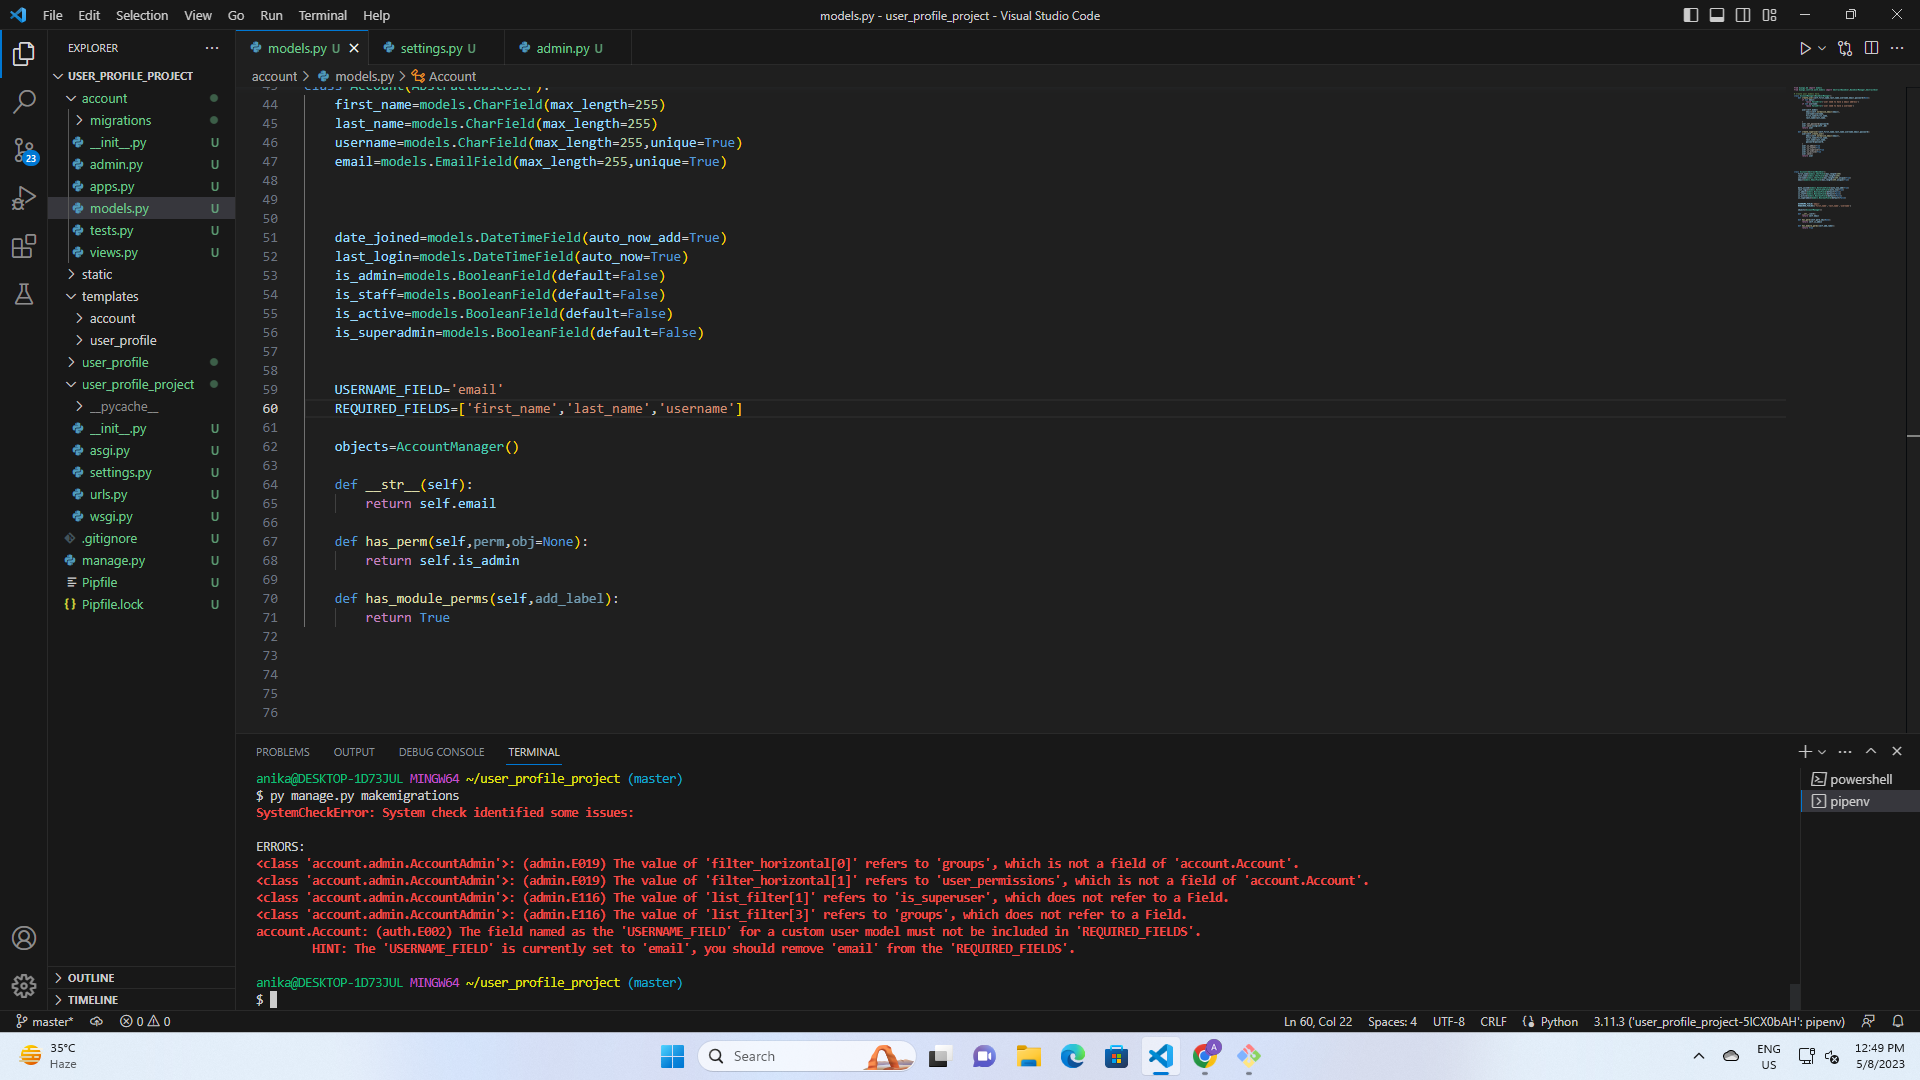 File Edit Selection View Go Run Terminal Help
models.py - user_profile_project - Visual Studio Code
EXPLORER
USER_PROFILE_PROJECT
account
migrations
__init__.py U
admin.py U
apps.py U
models.py U
tests.py U
views.py U
static
templates
account
user_profile
user_profile
user_profile_project
__pycache__
__init__.py U
asgi.py U
settings.py U
urls.py U
wsgi.py U
.gitignore U
manage.py U
Pipfile U
Pipfile.lock U
OUTLINE
TIMELINE
models.py U settings.py U admin.py U
account > models.py > Account
43 class Account(AbstractBaseUser):
44 first_name=models.CharField(max_length=255)
45 last_name=models.CharField(max_length=255)
46 username=models.CharField(max_length=255,unique=True)
47 email=models.EmailField(max_length=255,unique=True)
48
49
50
51 date_joined=models.DateTimeField(auto_now_add=True)
52 last_login=models.DateTimeField(auto_now=True)
53 is_admin=models.BooleanField(default=False)
54 is_staff=models.BooleanField(default=False)
55 is_active=models.BooleanField(default=False)
56 is_superadmin=models.BooleanField(default=False)
57
58
59 USERNAME_FIELD='email'
60 REQUIRED_FIELDS=['first_name','last_name','username']
61
62 objects=AccountManager()
63
64 def __str__(self):
65 return self.email
66
67 def has_perm(self,perm,obj=None):
68 return self.is_admin
69
70 def has_module_perms(self,add_label):
71 return True
72
73
74
75
76
PROBLEMS OUTPUT DEBUG CONSOLE TERMINAL
powershell
pipenv
anika@DESKTOP-1D73JUL MINGW64 ~/user_profile_project (master)
$ py manage.py makemigrations
SystemCheckError: System check identified some issues:
ERRORS:
<class 'account.admin.AccountAdmin'>: (admin.E019) The value of 'filter_horizontal[0]' refers to 'groups', which is not a field of 'account.Account'.
<class 'account.admin.AccountAdmin'>: (admin.E019) The value of 'filter_horizontal[1]' refers to 'user_permissions', which is not a field of 'account.Account'.
<class 'account.admin.AccountAdmin'>: (admin.E116) The value of 'list_filter[1]' refers to 'is_superuser', which does not refer to a Field.
<class 'account.admin.AccountAdmin'>: (admin.E116) The value of 'list_filter[3]' refers to 'groups', which does not refer to a Field.
account.Account: (auth.E002) The field named as the 'USERNAME_FIELD' for a custom user model must not be included in 'REQUIRED_FIELDS'.
HINT: The 'USERNAME_FIELD' is currently set to 'email', you should remove 'email' from the 'REQUIRED_FIELDS'.
anika@DESKTOP-1D73JUL MINGW64 ~/user_profile_project (master)
$
23
master* 0 0 Ln 60, Col 22 Spaces: 4 UTF-8 CRLF Python 3.11.3 ('user_profile_project-5ICX0bAH': pipenv)
35°C
Haze
Search
A
ENG
US
12:49 PM
5/8/2023